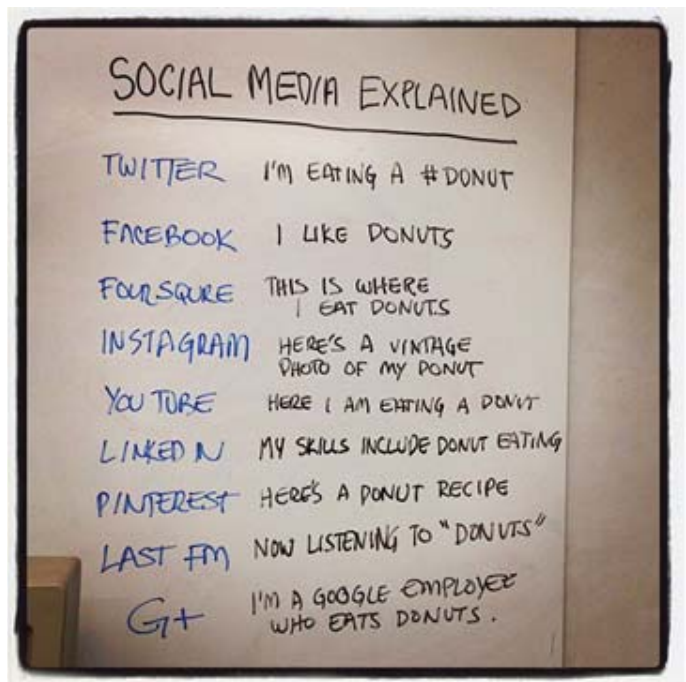 SOCIAL MEDIA EXPLAINED
TWITTER I'M EATING A #DONUT
FACEBOOK I LIKE DONUTS
FOURSQURE THIS IS WHERE
I EAT DONUTS
INSTAGRAM HERE'S A VINTAGE
PHOTO OF MY DONUT
YOU TUBE HERE I AM EATING A DONUT
LINKED IN MY SKILLS INCLUDE DONUT EATING
PINTEREST HERE'S A DONUT RECIPE
LAST FM NOW LISTENING TO "DONUTS"
G+ I'M A GOOGLE EMPLOYEE
WHO EATS DONUTS.